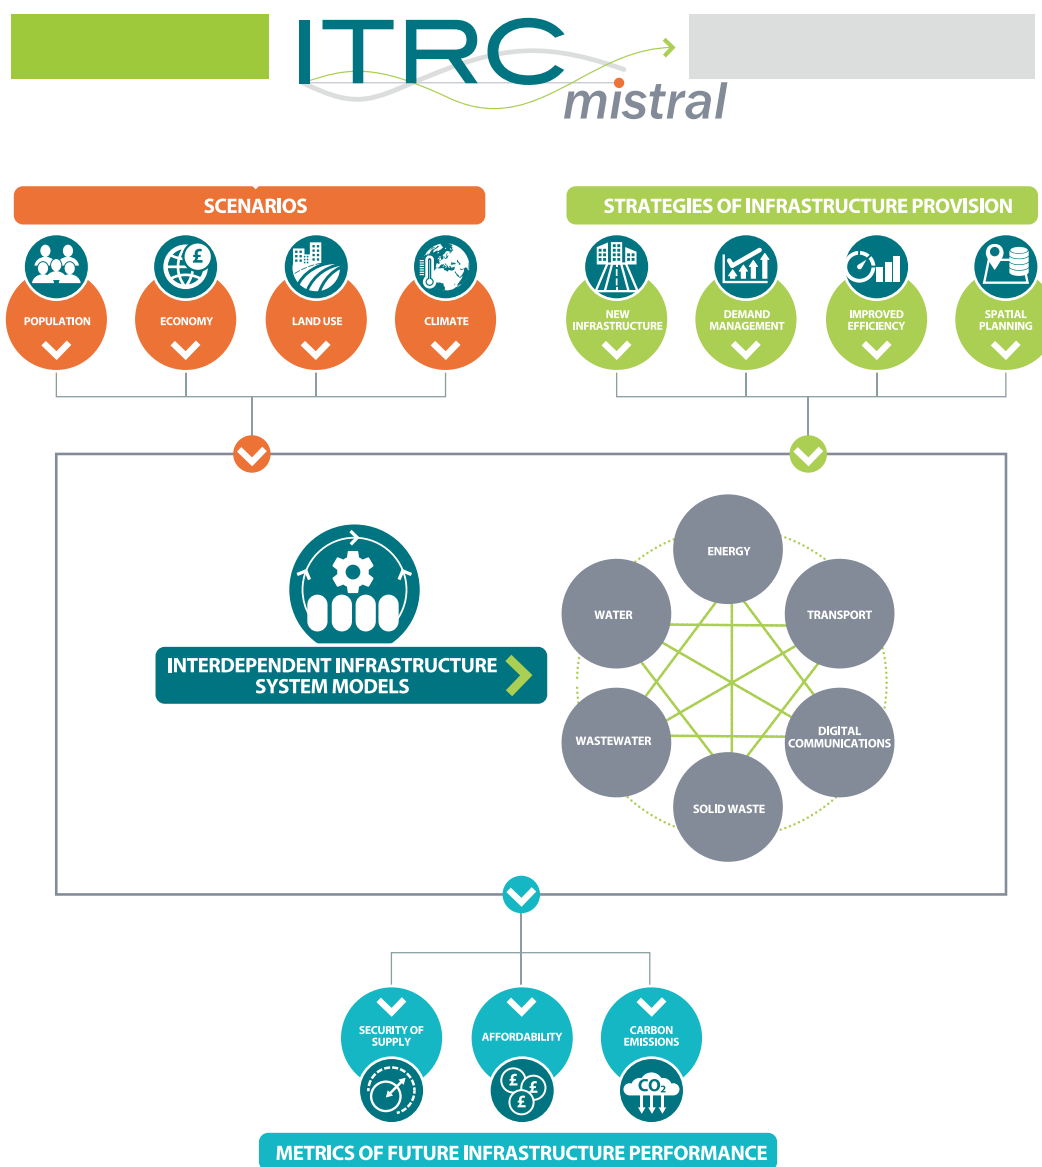 ITRC
mistral
SCENARIOS
STRATEGIES OF INFRASTRUCTURE PROVISION
£
POPULATION
ECONOMY
LAND USE
CLIMATE
NEW
INFRASTRUCTURE
DEMAND
MANAGEMENT
IMPROVED
EFFICIENCY
SPATIAL
PLANNING
INTERDEPENDENT INFRASTRUCTURE
SYSTEM MODELS
ENERGY
WATER
TRANSPORT
WASTEWATER
DIGITAL
COMMUNICATIONS
SOLID WASTE
SECURITY OF
SUPPLY
AFFORDABILITY
CARBON
EMISSIONS
£
£
£
CO₂
METRICS OF FUTURE INFRASTRUCTURE PERFORMANCE